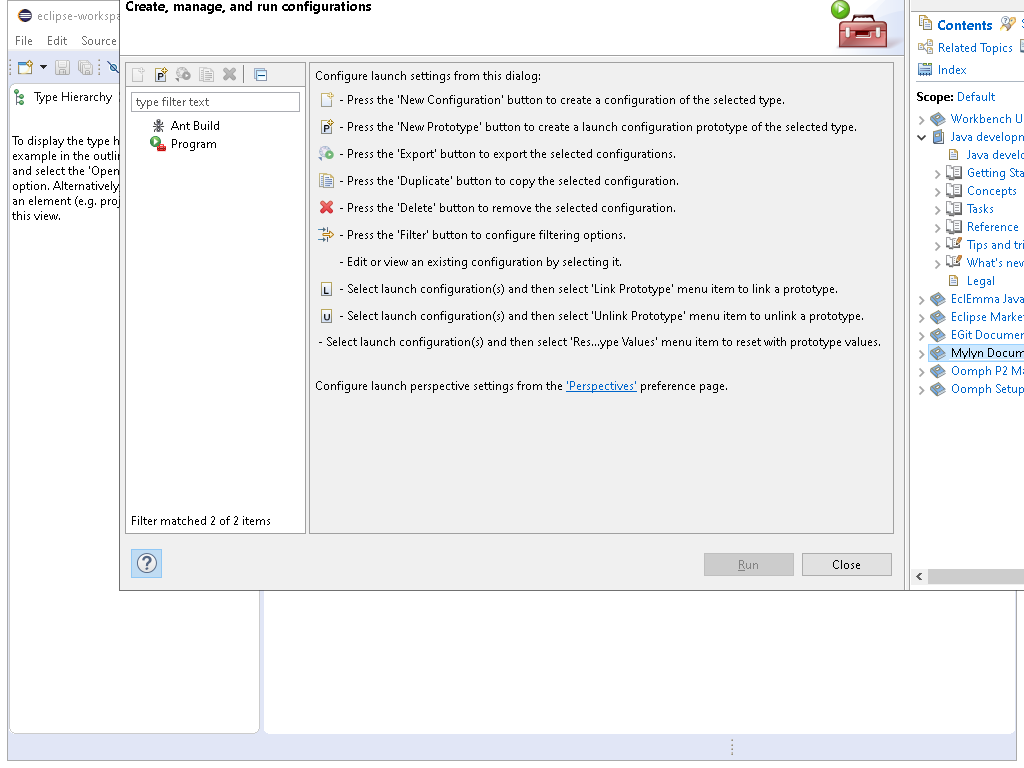 eclipse-workspa
File Edit Source
Type Hierarchy
To display the type h
example in the outlin
and select the 'Open
option. Alternatively
an element (e.g. proj
this view.
Create, manage, and run configurations
type filter text
Ant Build
Program
Filter matched 2 of 2 items
Configure launch settings from this dialog:
- Press the 'New Configuration' button to create a configuration of the selected type.
P - Press the 'New Prototype' button to create a launch configuration prototype of the selected type.
- Press the 'Export' button to export the selected configurations.
- Press the 'Duplicate' button to copy the selected configuration.
- Press the 'Delete' button to remove the selected configuration.
- Press the 'Filter' button to configure filtering options.
- Edit or view an existing configuration by selecting it.
L - Select launch configuration(s) and then select 'Link Prototype' menu item to link a prototype.
U - Select launch configuration(s) and then select 'Unlink Prototype' menu item to unlink a prototype.
- Select launch configuration(s) and then select 'Res...ype Values' menu item to reset with prototype values.
Configure launch perspective settings from the 'Perspectives' preference page.
?
Run Close
Contents
Related Topics
Index
Scope: Default
Workbench U
Java developn
Java develo
Getting Sta
Concepts
Tasks
Reference
Tips and tri
What's new
Legal
EclEmma Java
Eclipse Marke
EGit Documen
Mylyn Docum
Oomph P2 Ma
Oomph Setup